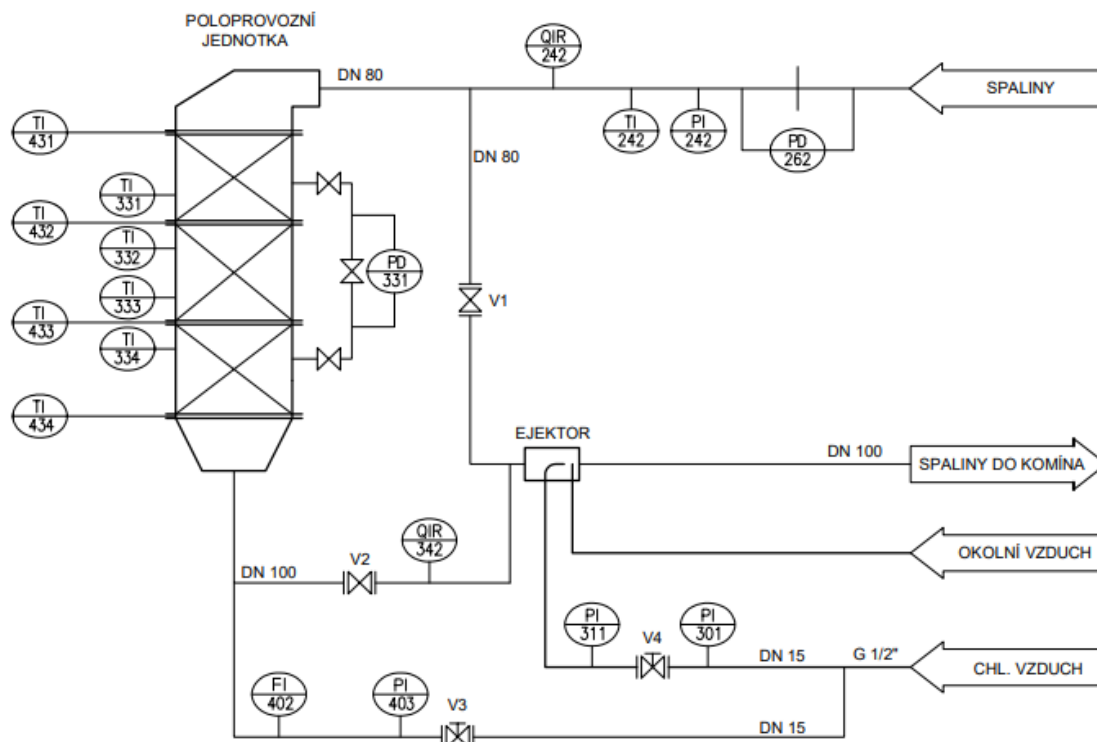 POLOPROVOZNÍ
JEDNOTKA
DN 80
QIR
242
SPALINY
TI
242
PI
242
PD
262
TI
431
DN 80
TI
331
TI
432
TI
332
PD
331
TI
333
V1
TI
433
TI
334
TI
434
EJEKTOR
DN 100
SPALINY DO KOMÍNA
QIR
342
V2
OKOLNÍ VZDUCH
DN 100
PI
311
V4
PI
301
DN 15
G 1/2"
CHL. VZDUCH
FI
402
PI
403
V3
DN 15